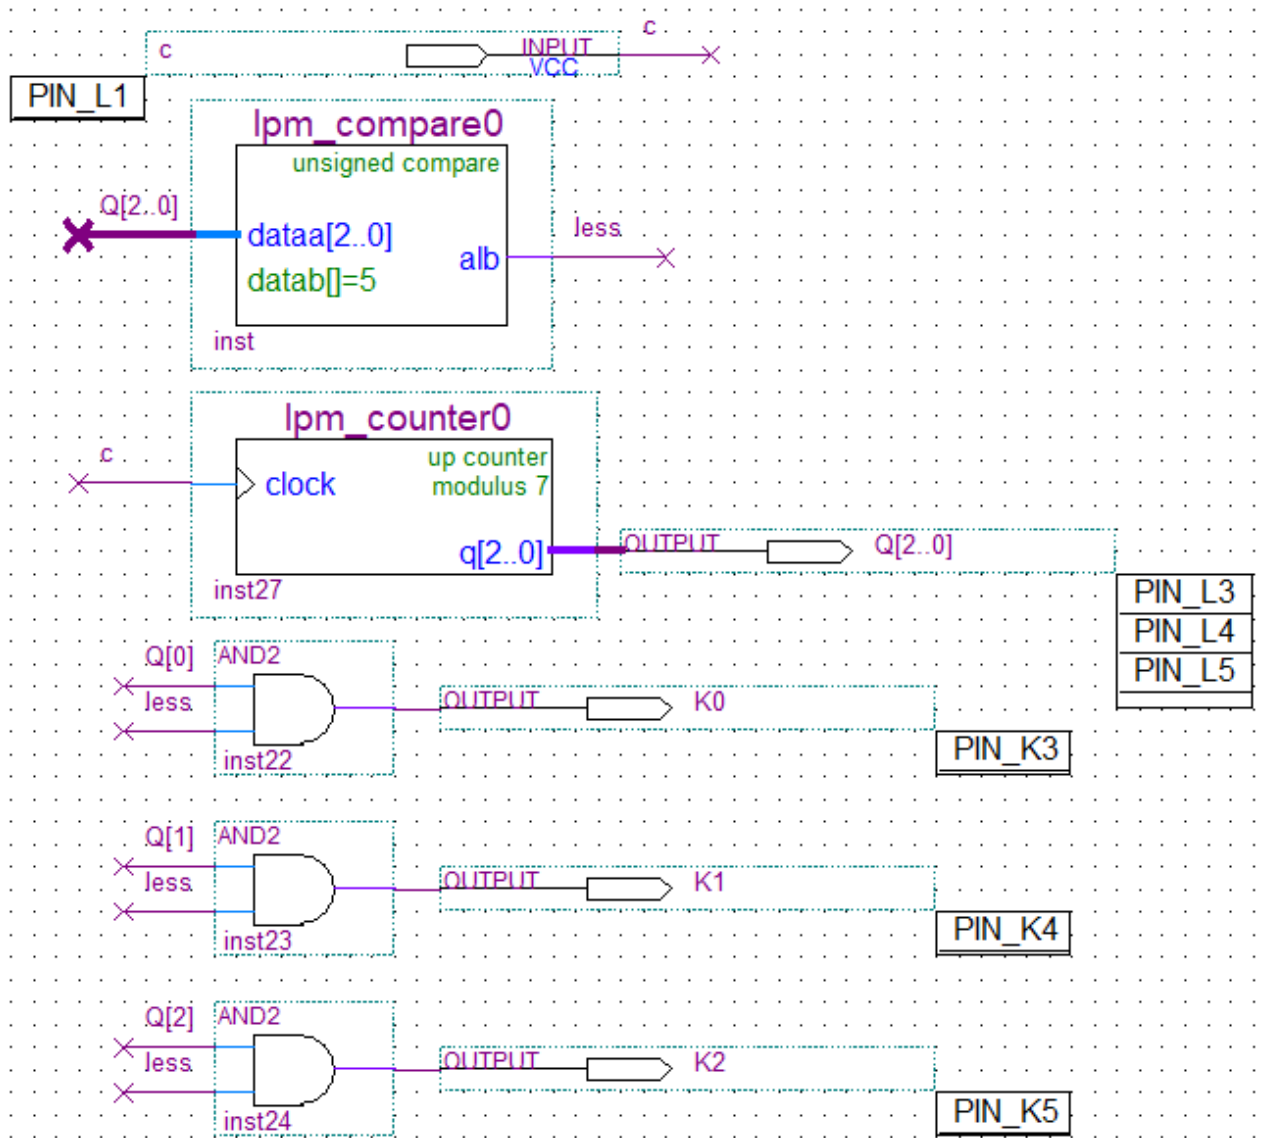 c
c
INPUT
VCC
PIN_L1
lpm_compare0
unsigned compare
Q[2..0]
dataa[2..0]
less
alb
datab[]=5
inst
lpm_counter0
up counter
modulus 7
c
clock
q[2..0]
OUTPUT
Q[2..0]
inst27
PIN_L3
PIN_L4
PIN_L5
Q[0]
AND2
less
OUTPUT
K0
inst22
PIN_K3
Q[1]
AND2
less
OUTPUT
K1
inst23
PIN_K4
Q[2]
AND2
less
OUTPUT
K2
inst24
PIN_K5